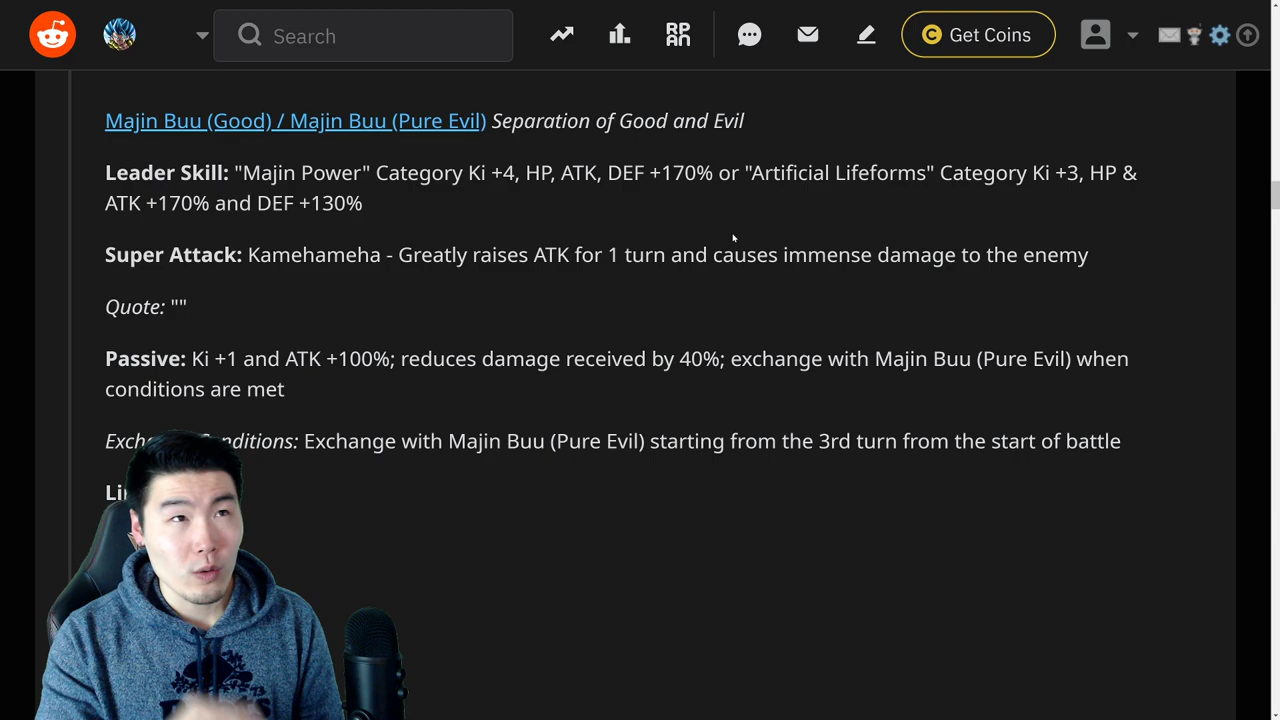 Search
RP
AN
C Get Coins
Majin Buu (Good) / Majin Buu (Pure Evil) Separation of Good and Evil
Leader Skill: "Majin Power" Category Ki +4, HP, ATK, DEF +170% or "Artificial Lifeforms" Category Ki +3, HP &
ATK +170% and DEF +130%
Super Attack: Kamehameha - Greatly raises ATK for 1 turn and causes immense damage to the enemy
Quote: ""
Passive: Ki +1 and ATK +100%; reduces damage received by 40%; exchange with Majin Buu (Pure Evil) when
conditions are met
Exchange with Majin Buu (Pure Evil) starting from the 3rd turn from the start of battle